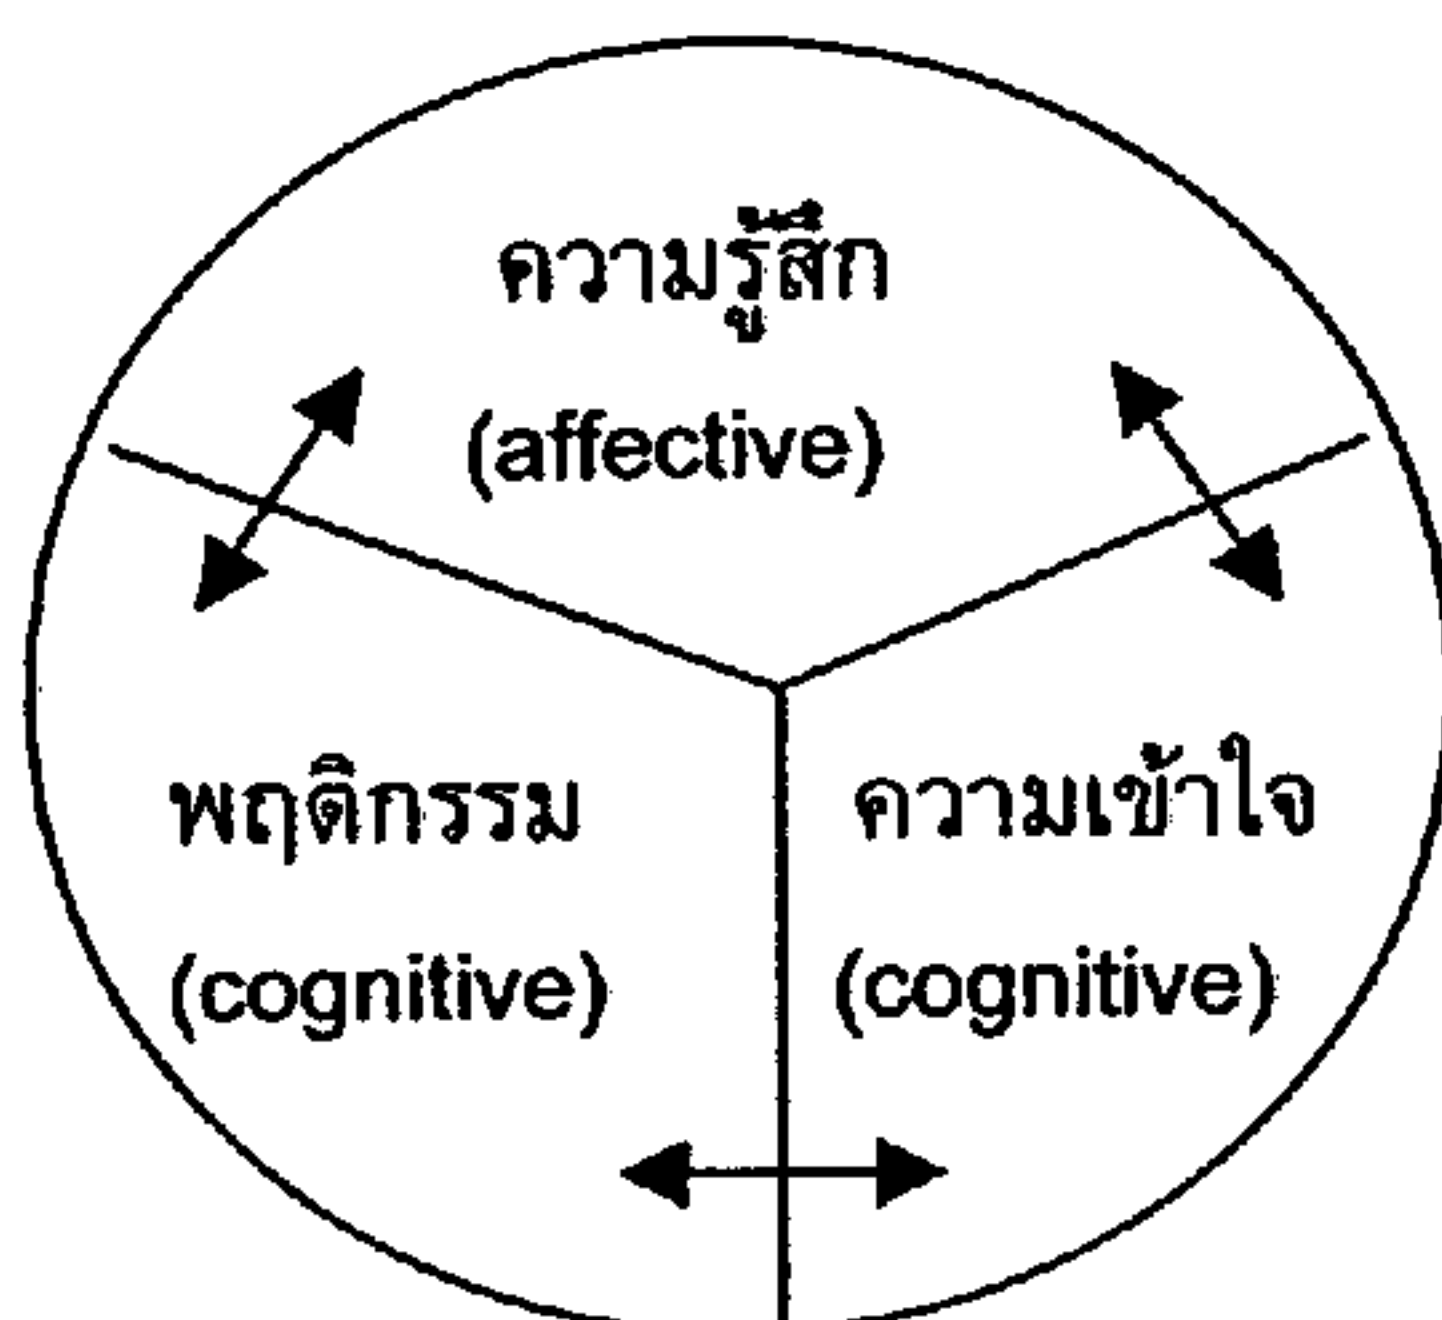 ความรู้สึก
(affective)
พฤติกรรม
(cognitive)
ความเข้าใจ
(cognitive)